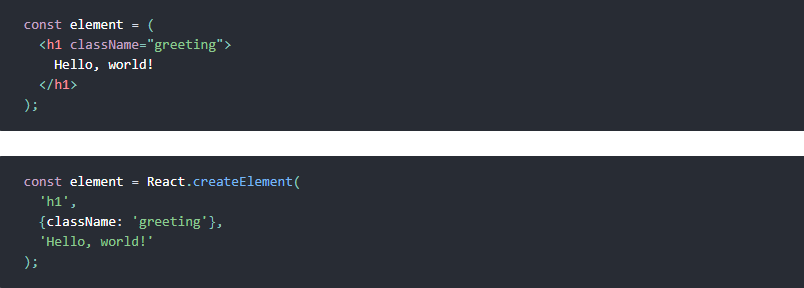 const element = (
  <h1 className="greeting">
    Hello, world!
  </h1>
);
const element = React.createElement(
  'h1',
  {className: 'greeting'},
  'Hello, world!'
);